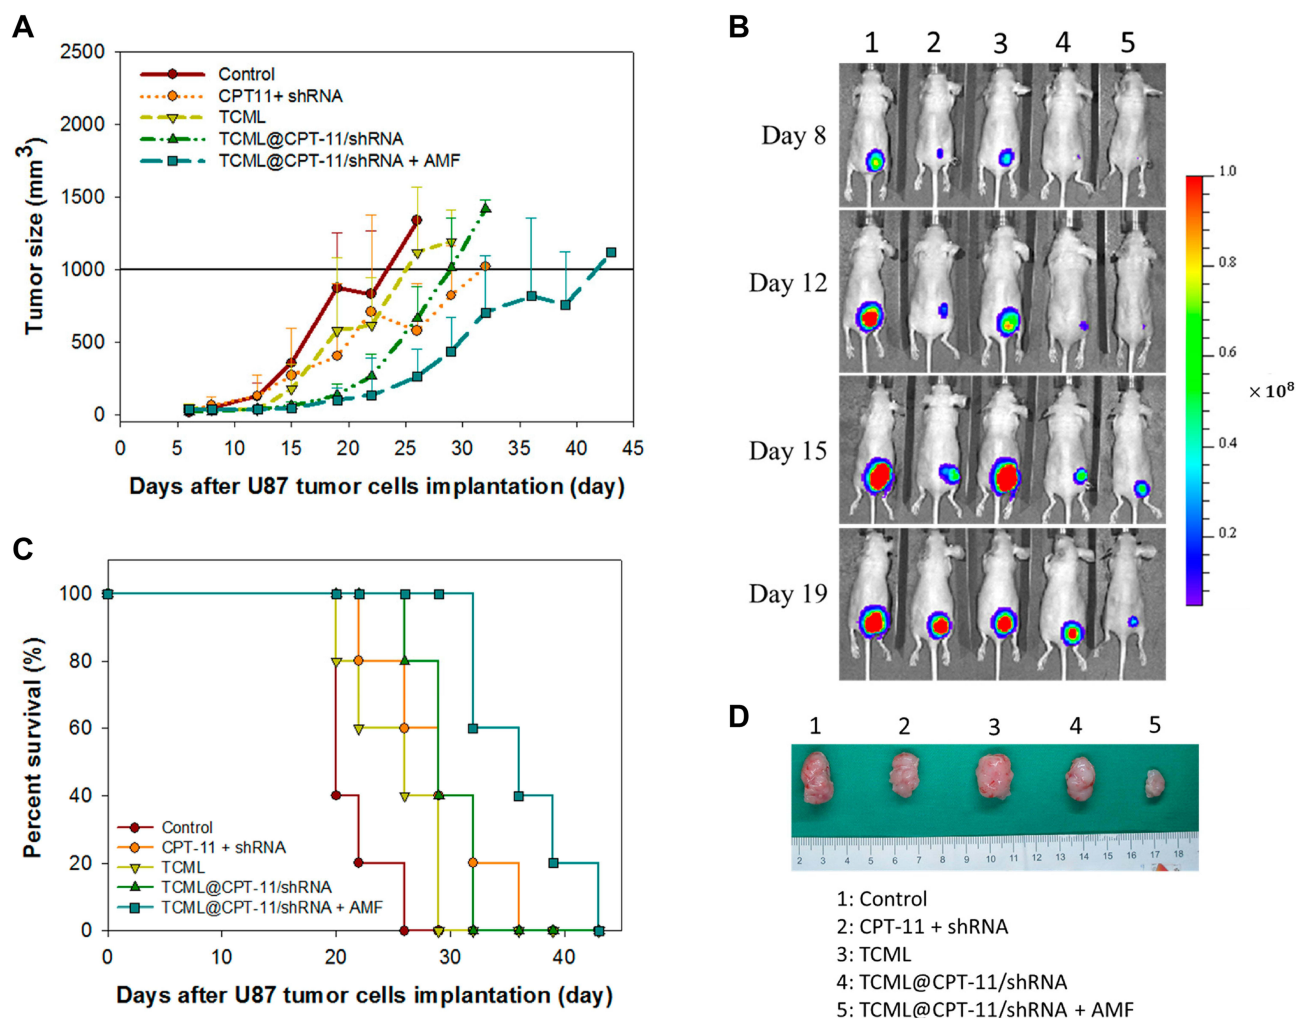 A
Tumor size (mm³)
2500
2000
1500
1000
500
0
Control
CPT11+ shRNA
TCML
TCML@CPT-11/shRNA
TCML@CPT-11/shRNA + AMF
0 5 10 15 20 25 30 35 40 45
Days after U87 tumor cells implantation (day)
B
1 2 3 4 5
Day 8
Day 12
Day 15
Day 19
1.0
0.8
0.6
0.4
0.2
× 10⁸
C
Percent survival (%)
100
80
60
40
20
0
Control
CPT-11 + shRNA
TCML
TCML@CPT-11/shRNA
TCML@CPT-11/shRNA + AMF
0 10 20 30 40
Days after U87 tumor cells implantation (day)
D
1 2 3 4 5
2 3 4 5 6 7 8 9 10 11 12 13 14 15 16 17 18
1: Control
2: CPT-11 + shRNA
3: TCML
4: TCML@CPT-11/shRNA
5: TCML@CPT-11/shRNA + AMF